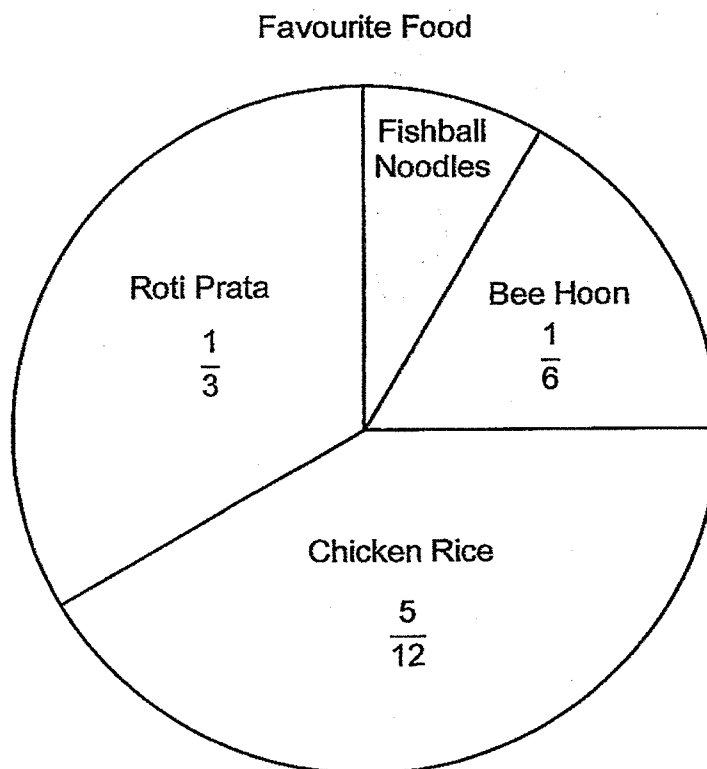 Favourite Food
Fishball
Noodles
Roti Prata
1
3
Bee Hoon
1
6
Chicken Rice
5
12